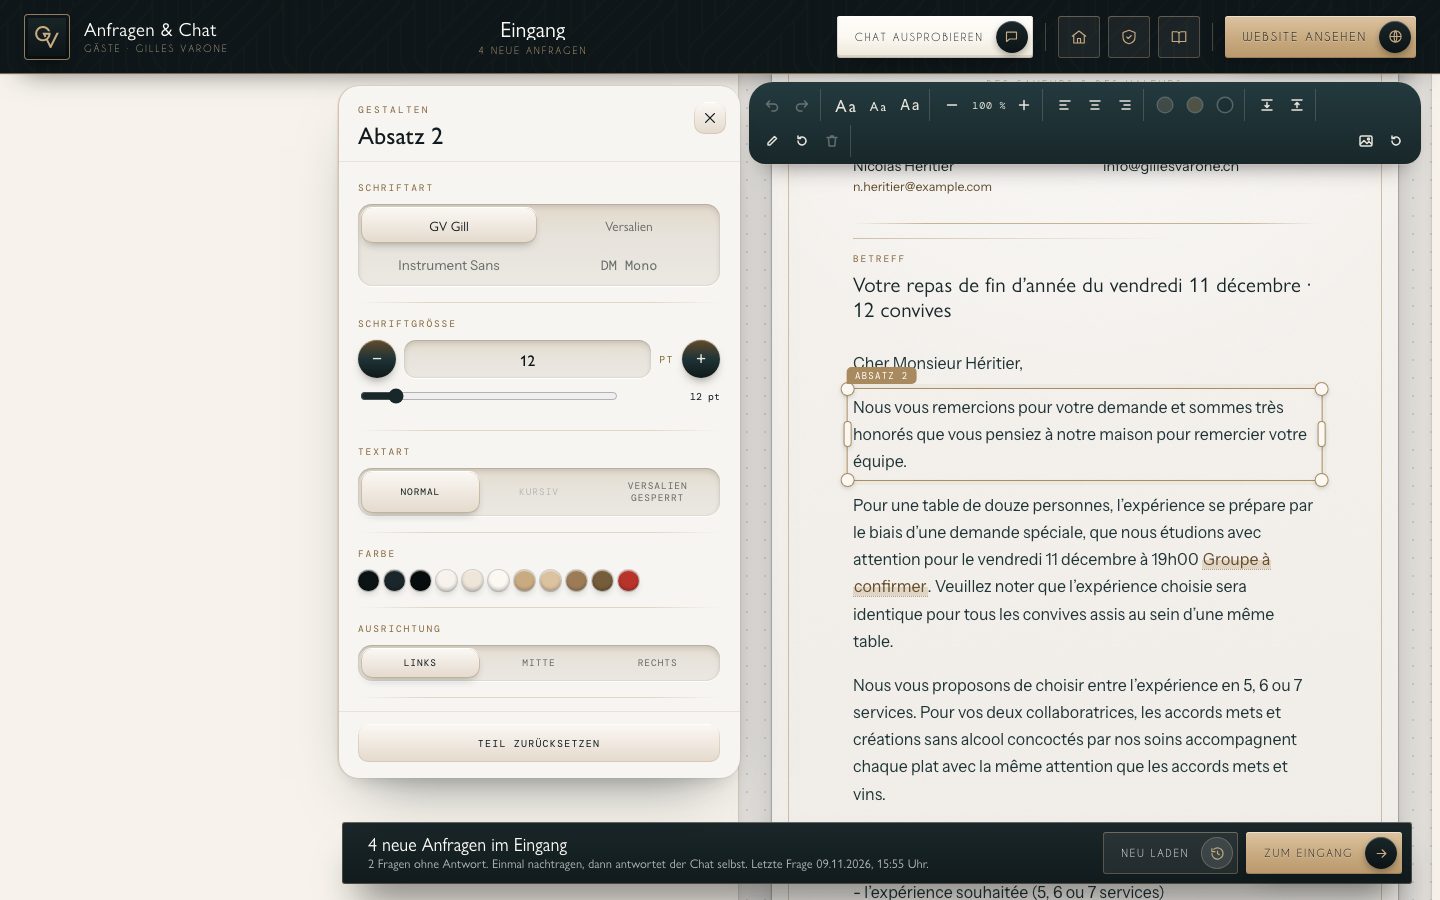 GV
Anfragen & Chat
GÄSTE · GILLES VARONE
Eingang
4 NEUE ANFRAGEN
CHAT AUSPROBIEREN
WEBSITE ANSEHEN
GESTALTEN
Absatz 2
SCHRIFTART
GV Gill
Versalien
Instrument Sans
DM Mono
SCHRIFTGRÖSSE
− 12 PT +
12 pt
TEXTART
NORMAL
KURSIV
VERSALIEN
GESPERRT
FARBE
AUSRICHTUNG
LINKS
MITTE
RECHTS
TEIL ZURÜCKSETZEN
Aa Aa Aa − 100 % +
Nicolas Héritier
info@gillesvarone.ch
n.heritier@example.com
BETREFF
Votre repas de fin d’année du vendredi 11 décembre ·
12 convives
Cher Monsieur Héritier,
ABSATZ 2
Nous vous remercions pour votre demande et sommes très
honorés que vous pensiez à notre maison pour remercier votre
équipe.
Pour une table de douze personnes, l’expérience se prépare par
le biais d’une demande spéciale, que nous étudions avec
attention pour le vendredi 11 décembre à 19h00 Groupe à
confirmer. Veuillez noter que l’expérience choisie sera
identique pour tous les convives assis au sein d’une même
table.
Nous vous proposons de choisir entre l’expérience en 5, 6 ou 7
services. Pour vos deux collaboratrices, les accords mets et
créations sans alcool concoctés par nos soins accompagnent
chaque plat avec la même attention que les accords mets et
vins.
4 neue Anfragen im Eingang
2 Fragen ohne Antwort. Einmal nachtragen, dann antwortet der Chat selbst. Letzte Frage 09.11.2026, 15:55 Uhr.
NEU LADEN
ZUM EINGANG
- l’expérience souhaitée (5, 6 ou 7 services)